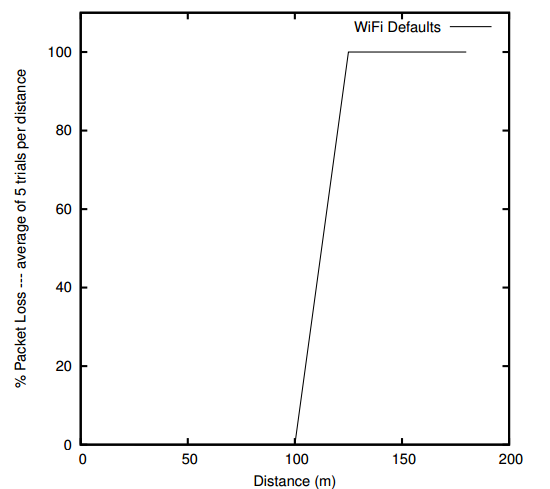 WiFi Defaults
100
80
60
40
20
0
% Packet Loss --- average of 5 trials per distance
0 50 100 150 200
Distance (m)